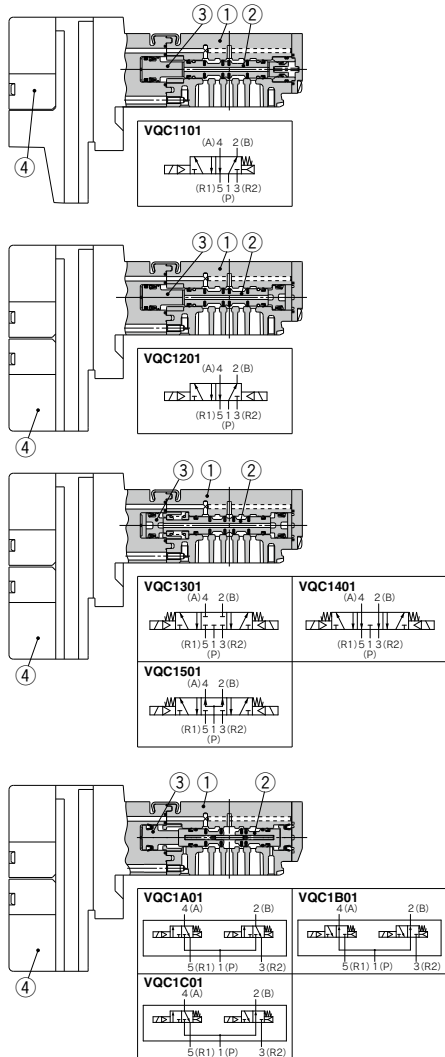 ③ ① ②
④
VQC1101
(A) 4 2 (B)
(R1) 5 1 3 (R2)
(P)
③ ① ②
④
VQC1201
(A) 4 2 (B)
(R1) 5 1 3 (R2)
(P)
③ ① ②
④
VQC1301
(A) 4 2 (B)
(R1) 5 1 3 (R2)
(P)
VQC1401
(A) 4 2 (B)
(R1) 5 1 3 (R2)
(P)
VQC1501
(A) 4 2 (B)
(R1) 5 1 3 (R2)
(P)
③ ① ②
④
VQC1A01
4 (A) 2 (B)
5 (R1) 1 (P) 3 (R2)
VQC1B01
4 (A) 2 (B)
5 (R1) 1 (P) 3 (R2)
VQC1C01
4 (A) 2 (B)
5 (R1) 1 (P) 3 (R2)